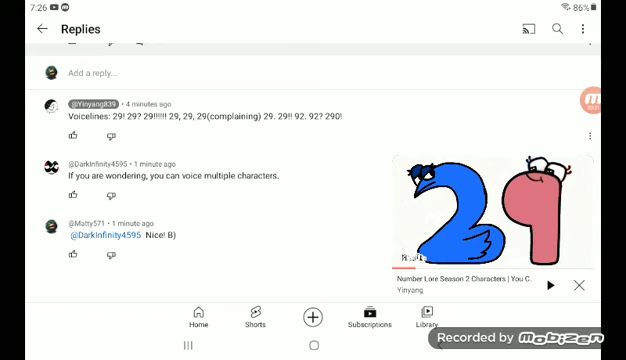 7:26
86%
Replies
Add a reply...
@Yinyang839 • 4 minutes ago
Voicelines: 29! 29? 29!!!!!! 29, 29, 29(complaining) 29. 29!! 92. 92? 290!
@DarkInfinity4595 • 1 minute ago
If you are wondering, you can voice multiple characters.
@Matty571 • 1 minute ago
@DarkInfinity4595 Nice! B)
29
Number Lore Season 2 Characters | You C.
Yinyang
Home
Shorts
Subscriptions
Library
Recorded by mobizen